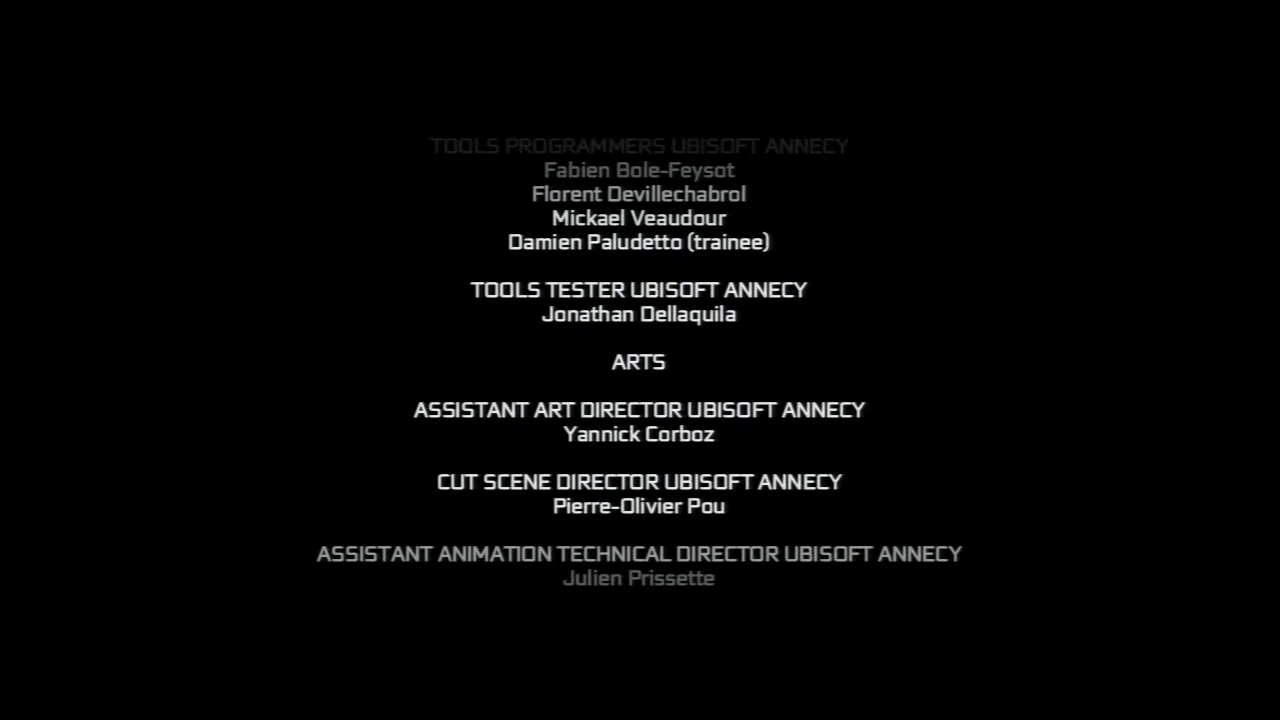 TOOLS PROGRAMMERS UBISOFT ANNECY
Fabien Bole-Feysot
Florent Devillechabrol
Mickael Veaudour
Damien Paludetto (trainee)
TOOLS TESTER UBISOFT ANNECY
Jonathan Dellaquila
ARTS
ASSISTANT ART DIRECTOR UBISOFT ANNECY
Yannick Corboz
CUT SCENE DIRECTOR UBISOFT ANNECY
Pierre-Olivier Pou
ASSISTANT ANIMATION TECHNICAL DIRECTOR UBISOFT ANNECY
Julien Prissette